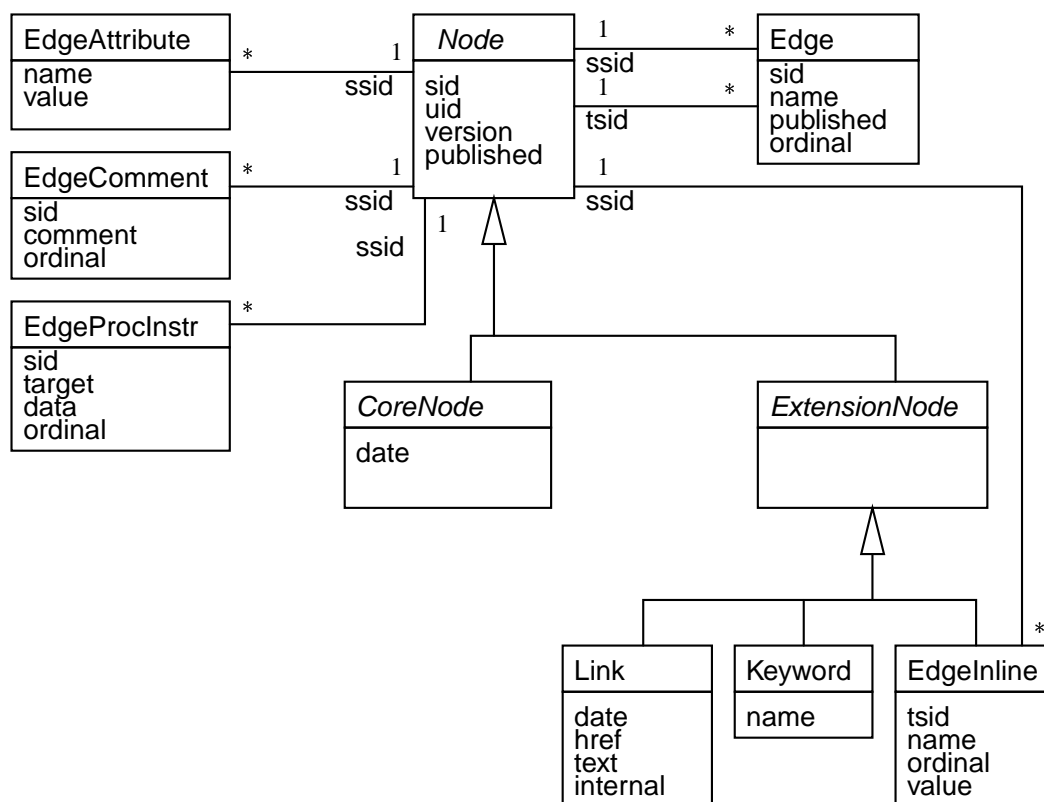 EdgeAttribute
name
value
*
1
ssid
Node
sid
uid
version
published
1
*
ssid
1
*
tsid
Edge
sid
name
published
ordinal
EdgeComment
sid
comment
ordinal
*
1
ssid
1
ssid
1
ssid
EdgeProcInstr
sid
target
data
ordinal
*
CoreNode
date
ExtensionNode
*
Link
date
href
text
internal
Keyword
name
EdgeInline
tsid
name
ordinal
value